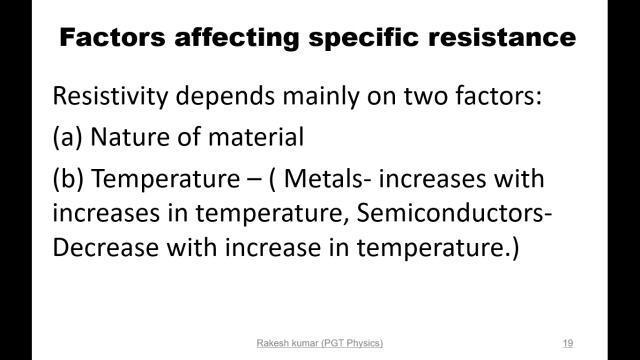 Factors affecting specific resistance
Resistivity depends mainly on two factors:
(a) Nature of material
(b) Temperature – ( Metals- increases with
increases in temperature, Semiconductors-
Decrease with increase in temperature.)
Rakesh kumar (PGT Physics)
19